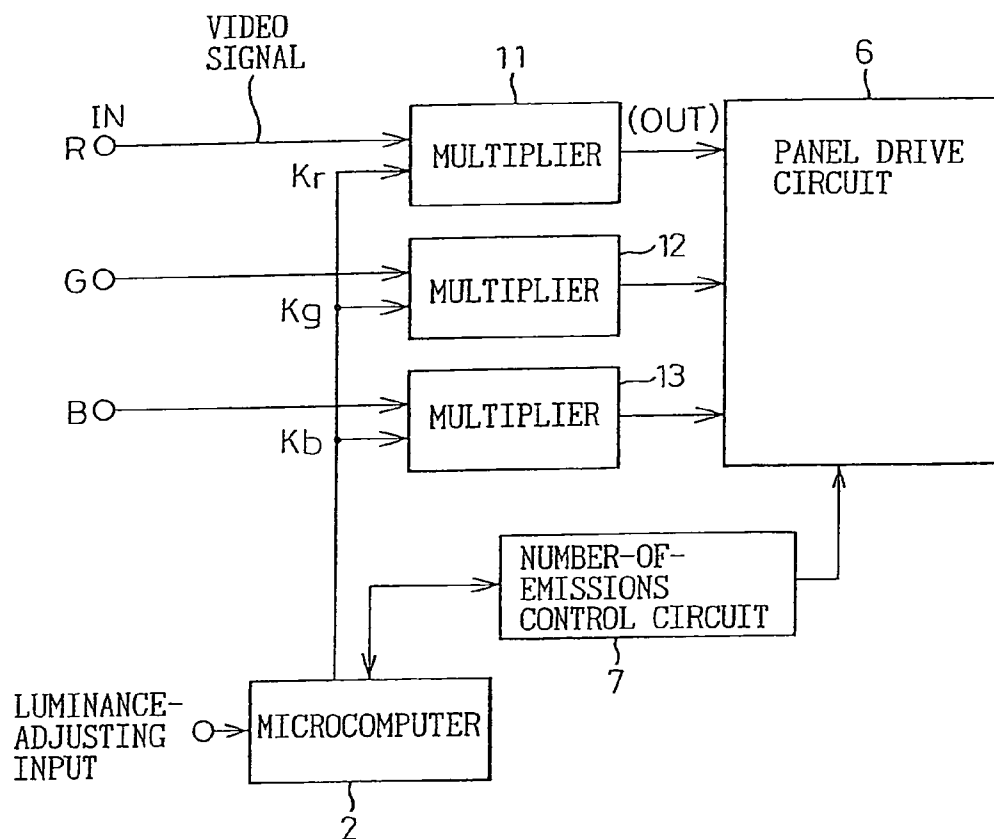 VIDEO
SIGNAL
11
6
IN
R
(OUT)
MULTIPLIER
PANEL DRIVE
CIRCUIT
Kr
12
G
MULTIPLIER
Kg
13
B
MULTIPLIER
Kb
NUMBER-OF-
EMISSIONS
CONTROL CIRCUIT
7
LUMINANCE-
ADJUSTING
INPUT
MICROCOMPUTER
2